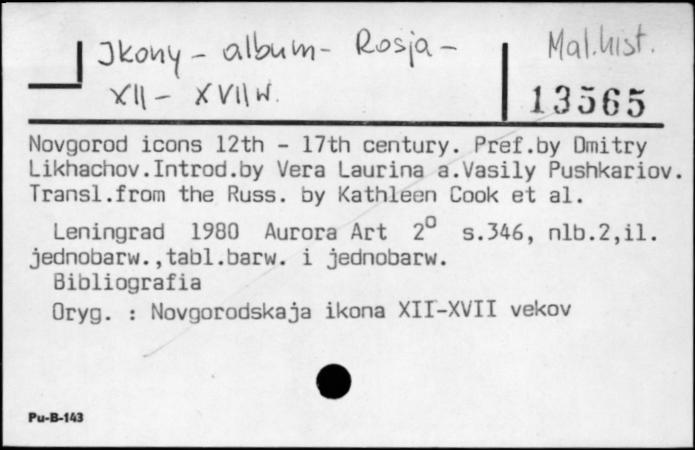 Ikony - album - Rosja -
XII - XVII w.
Mal.hist.
13565
Novgorod icons 12th - 17th century. Pref.by Dmitry
Likhachov.Introd.by Vera Laurina a.Vasily Pushkariov.
Transl.from the Russ. by Kathleen Cook et al.
Leningrad 1980 Aurora Art 2⁰ s.346, nlb.2,il.
jednobarw.,tabl.barw. i jednobarw.
Bibliografia
Oryg. : Novgorodskaja ikona XII-XVII vekov
Pu-B-143